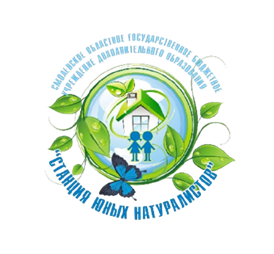 СМОЛЕНСКОЕ ОБЛАСТНОЕ ГОСУДАРСТВЕННОЕ БЮДЖЕТНОЕ
УЧРЕЖДЕНИЕ ДОПОЛНИТЕЛЬНОГО ОБРАЗОВАНИЯ
"СТАНЦИЯ ЮНЫХ НАТУРАЛИСТОВ"